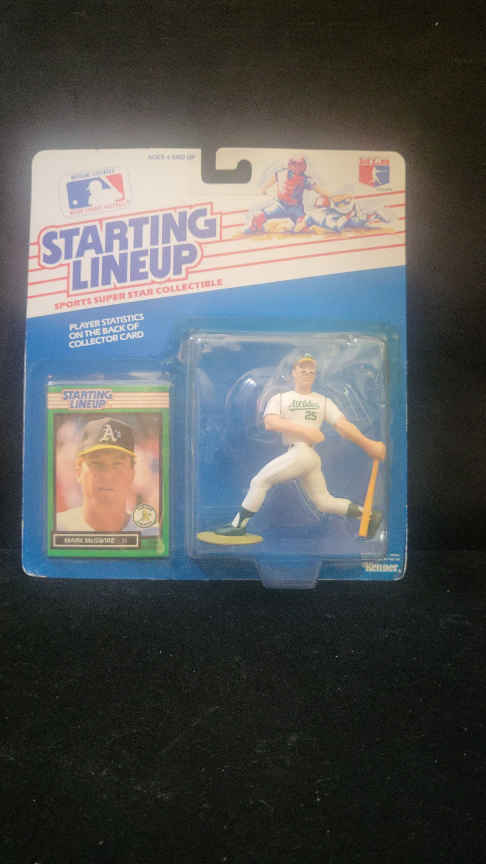 AGES 4 AND UP
STARTING
LINEUP
SPORTS SUPER STAR COLLECTIBLE
PLAYER STATISTICS
ON THE BACK OF
COLLECTOR CARD
STARTING
LINEUP
A's
MARK McGWIRE
Athletics
25
Kenner